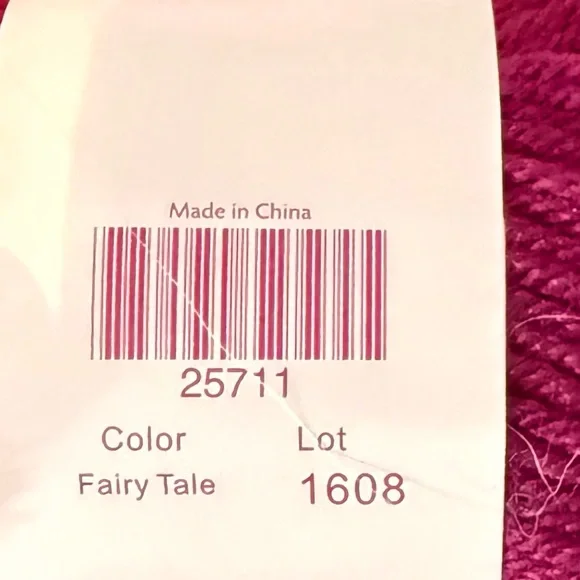 Made in China
25711
Color Lot
Fairy Tale 1608